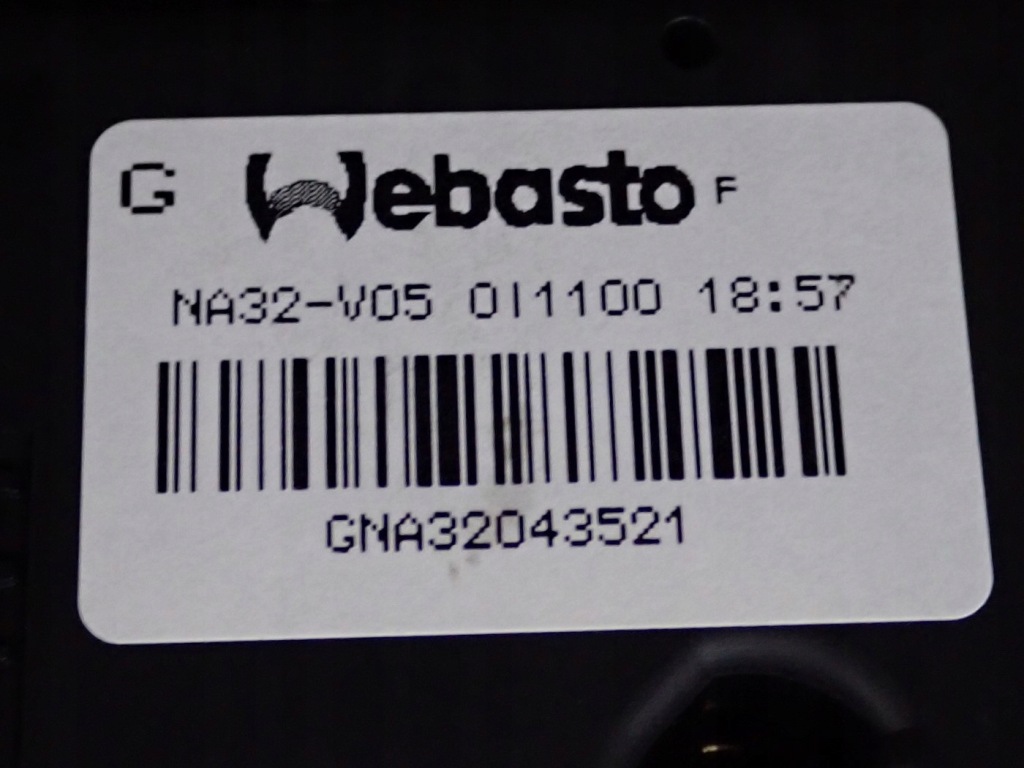 G Webasto F
NA32-V05 011100 18:57
GNA32043521